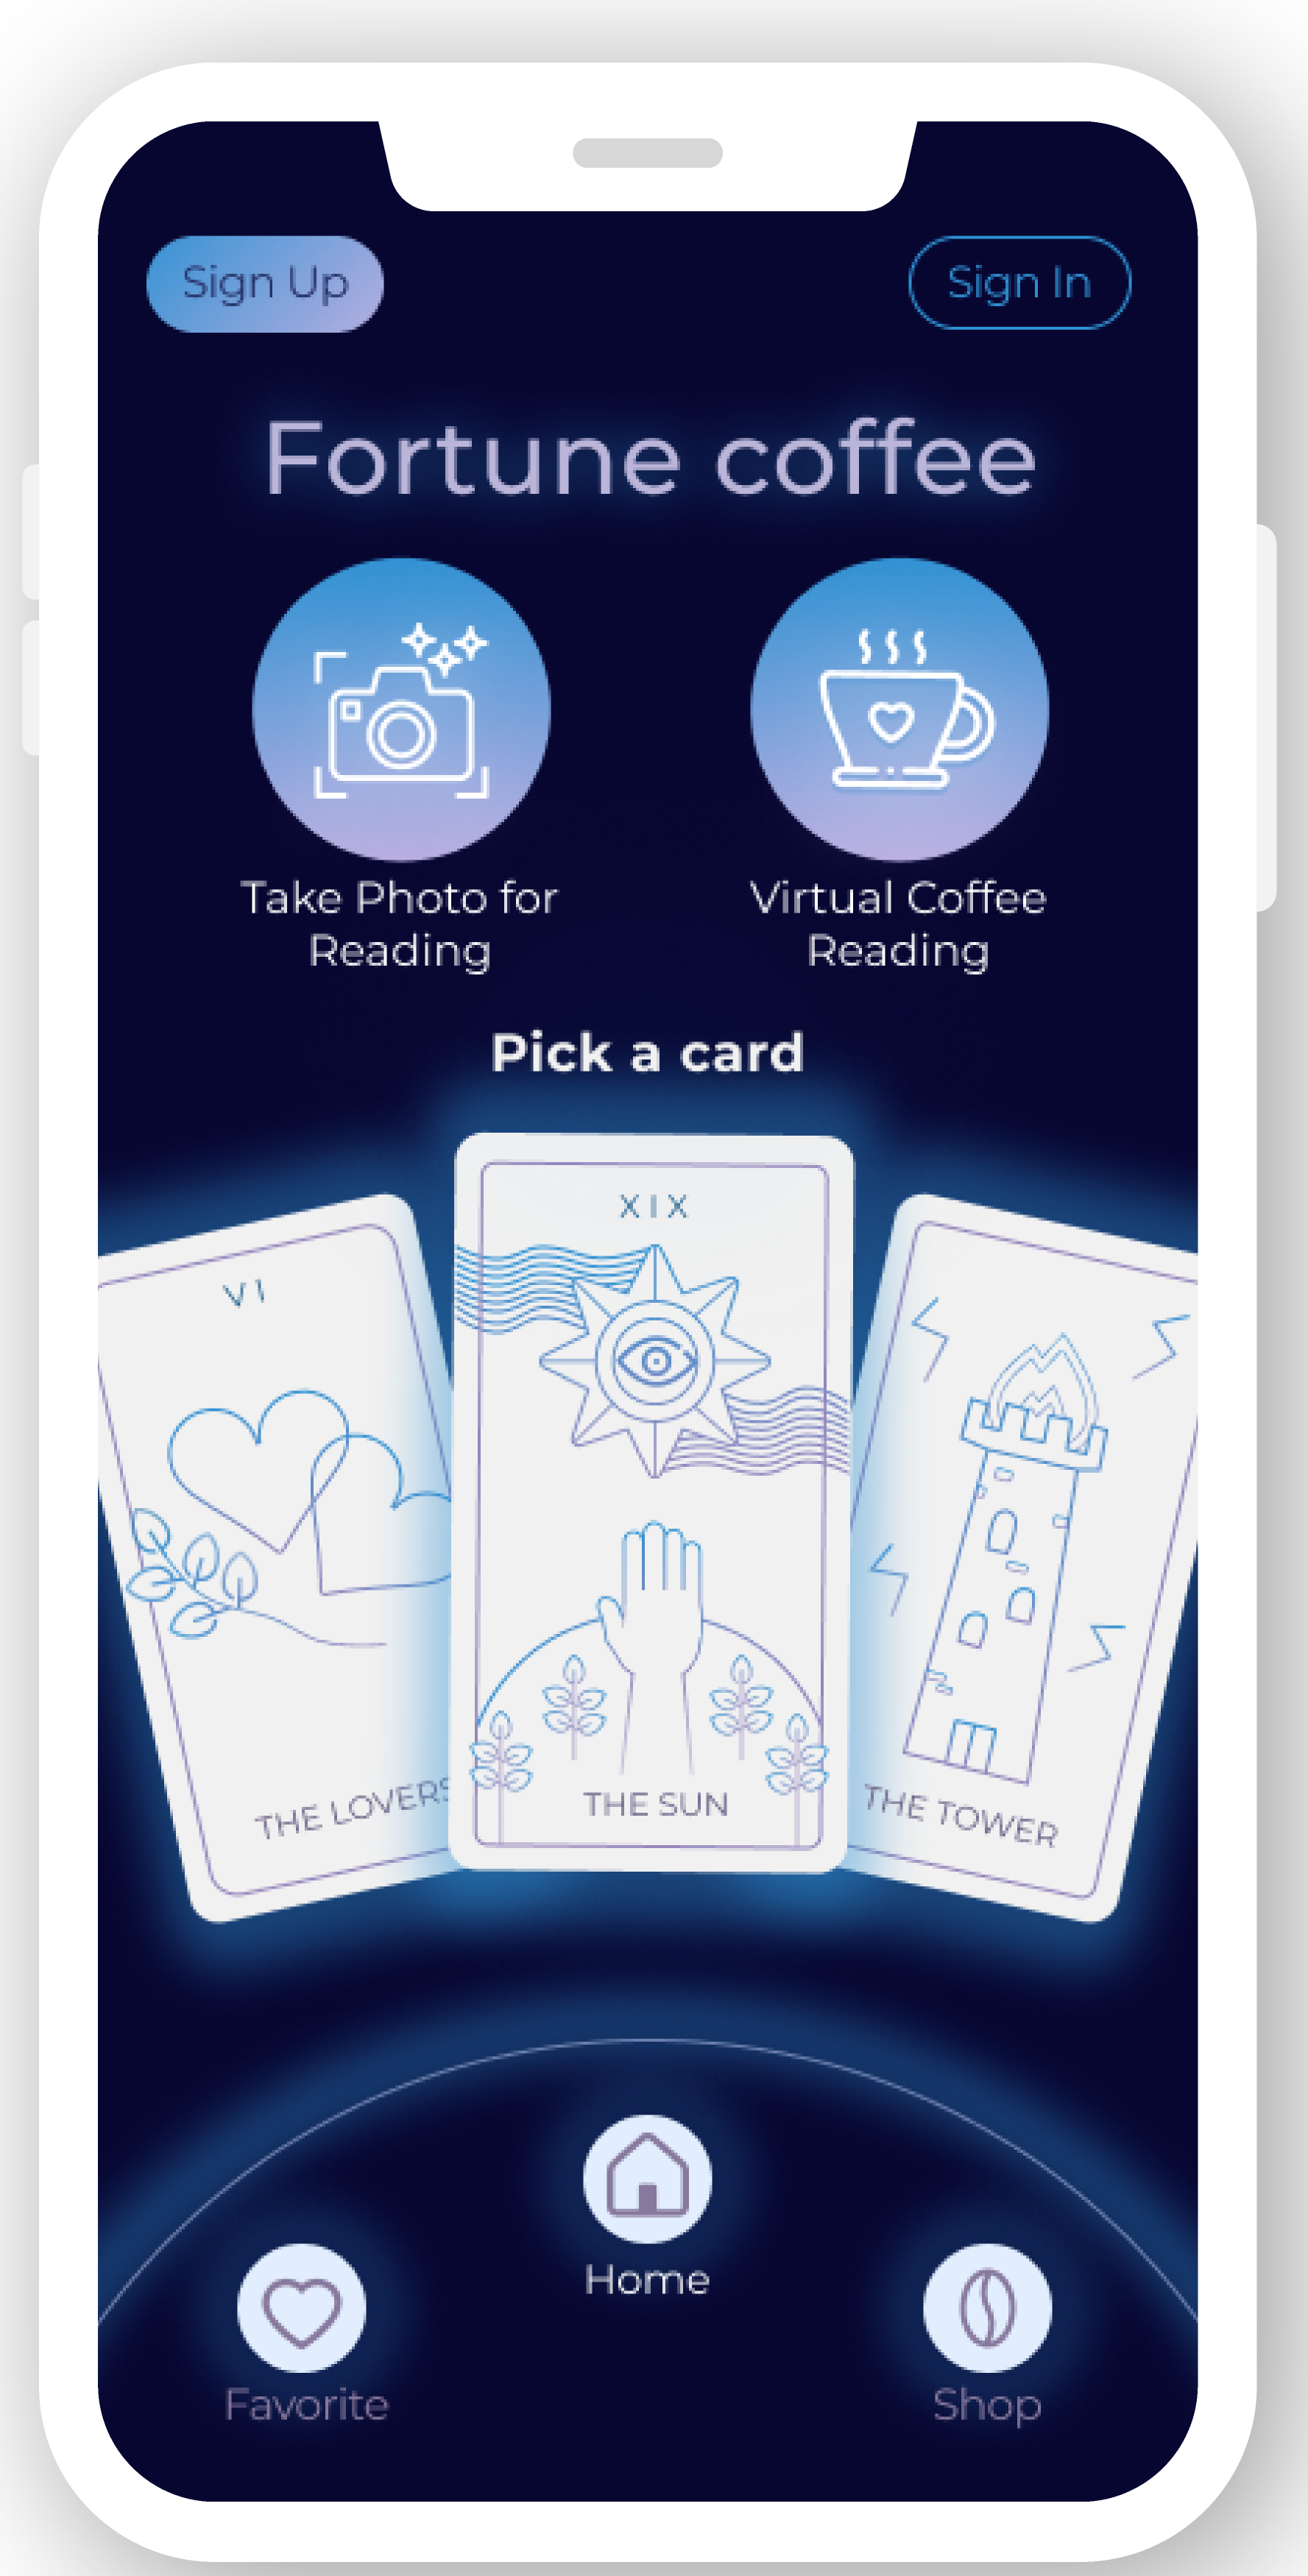 Sign Up
Sign In
Fortune coffee
Take Photo for
Reading
Virtual Coffee
Reading
Pick a card
VI
THE LOVERS
XIX
THE SUN
THE TOWER
Home
Favorite
Shop